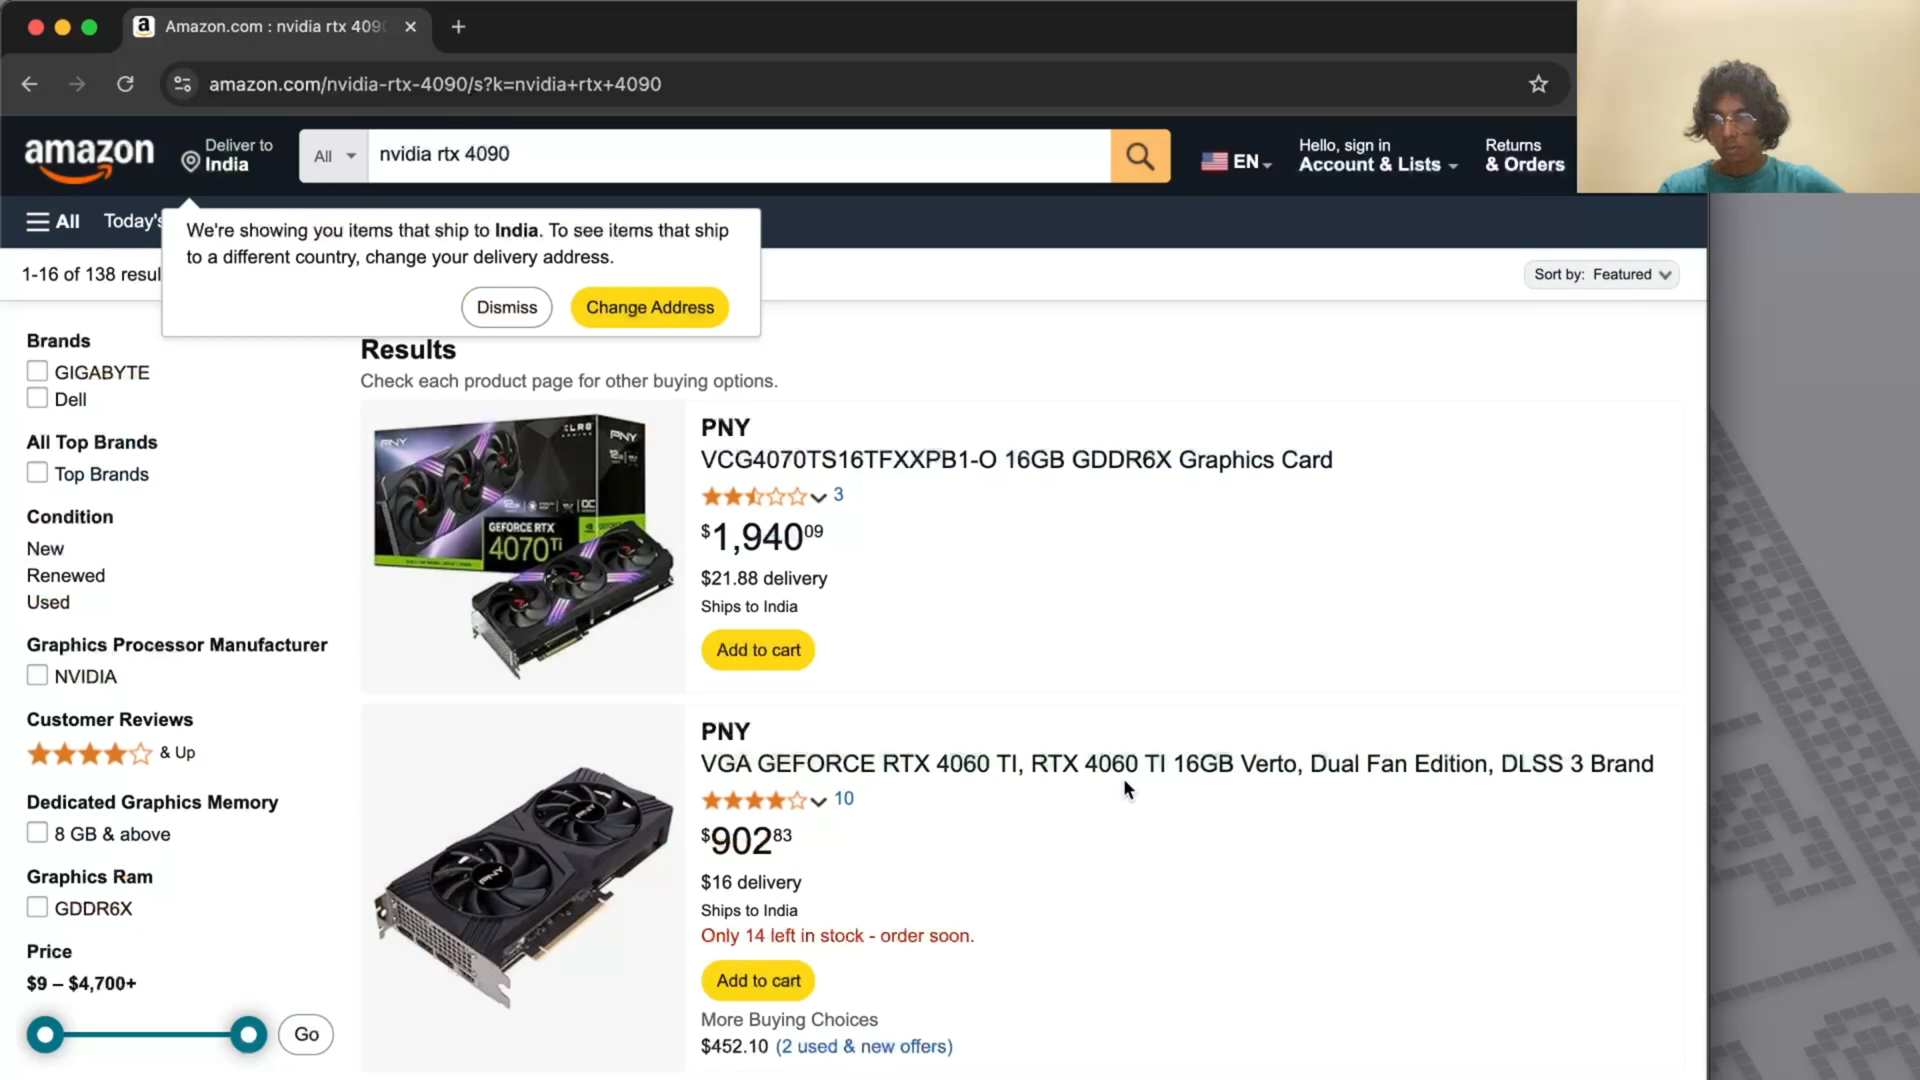 Amazon.com : nvidia rtx 409
amazon.com/nvidia-rtx-4090/s?k=nvidia+rtx+4090
amazon
Deliver to
India
All
nvidia rtx 4090
EN
Hello, sign in
Account & Lists
Returns
& Orders
All
Today's
We're showing you items that ship to India. To see items that ship
to a different country, change your delivery address.
Dismiss
Change Address
1-16 of 138 resul
Sort by: Featured
Brands
GIGABYTE
Dell
All Top Brands
Top Brands
Condition
New
Renewed
Used
Graphics Processor Manufacturer
NVIDIA
Customer Reviews
& Up
Dedicated Graphics Memory
8 GB & above
Graphics Ram
GDDR6X
Price
$9 – $4,700+
Go
Results
Check each product page for other buying options.
PNY
XLR8
PNY
GEFORCE RTX
4070Ti
PNY
VCG4070TS16TFXXPB1-O 16GB GDDR6X Graphics Card
3
$1,940.09
$21.88 delivery
Ships to India
Add to cart
PNY
PNY
PNY
VGA GEFORCE RTX 4060 TI, RTX 4060 TI 16GB Verto, Dual Fan Edition, DLSS 3 Brand
10
$902.83
$16 delivery
Ships to India
Only 14 left in stock - order soon.
Add to cart
More Buying Choices
$452.10 (2 used & new offers)